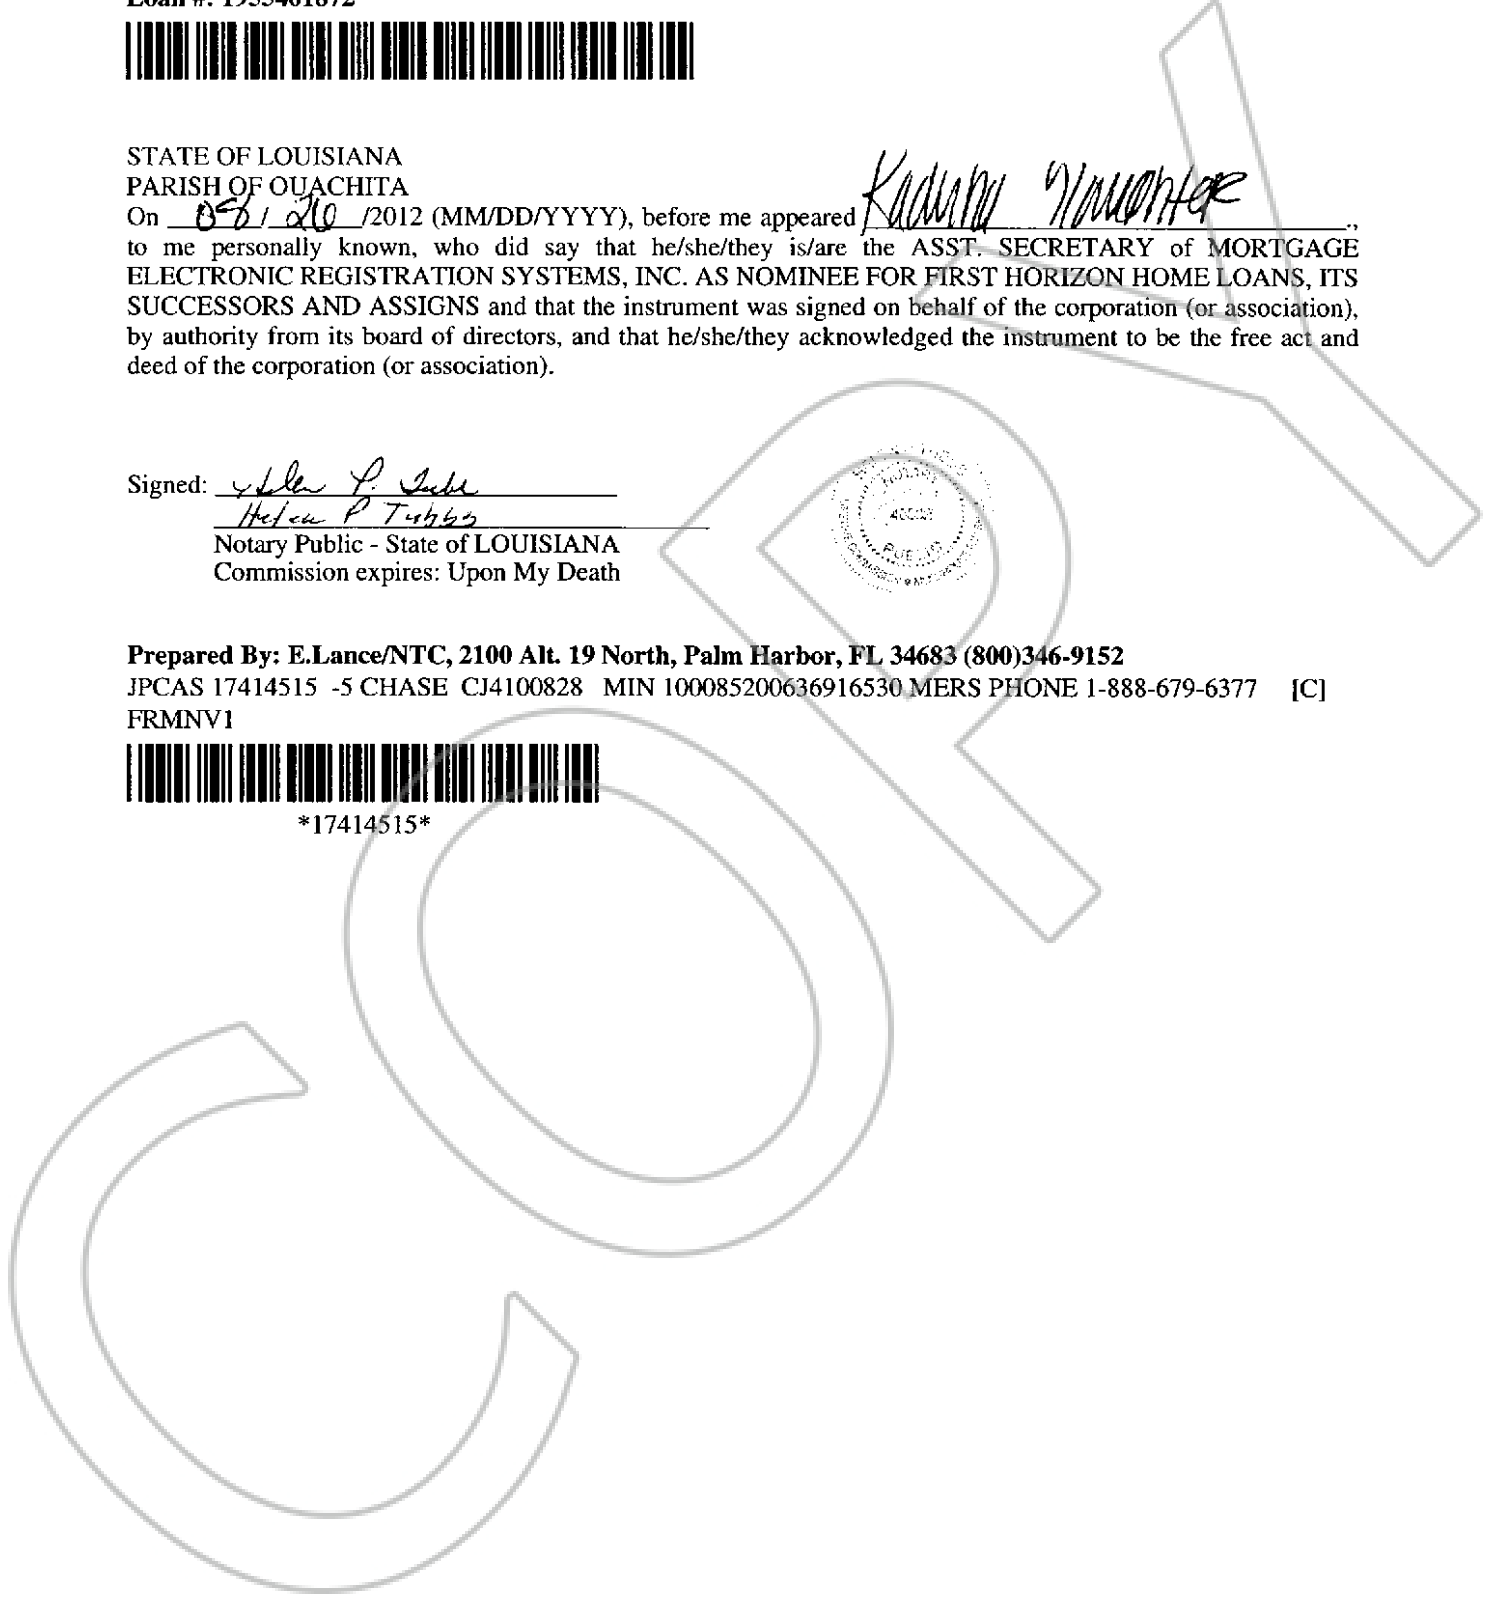 STATE OF LOUISIANA
PARISH OF OUACHITA
On 08/20/2012 (MM/DD/YYYY), before me appeared
to me personally known, who did say that he/she/they is/are the ASST. SECRETARY of MORTGAGE
ELECTRONIC REGISTRATION SYSTEMS, INC. AS NOMINEE FOR FIRST HORIZON HOME LOANS, ITS
SUCCESSORS AND ASSIGNS and that the instrument was signed on behalf of the corporation (or association),
by authority from its board of directors, and that he/she/they acknowledged the instrument to be the free act and
deed of the corporation (or association).
Signed: Helen P. Tubbs
Helen P Tubbs
Notary Public - State of LOUISIANA
Commission expires: Upon My Death
NOTARY
PUBLIC
Prepared By: E.Lance/NTC, 2100 Alt. 19 North, Palm Harbor, FL 34683 (800)346-9152
JPCAS 17414515 -5 CHASE CJ4100828 MIN 100085200636916530 MERS PHONE 1-888-679-6377 [C]
FRMNV1
*17414515*
COPY